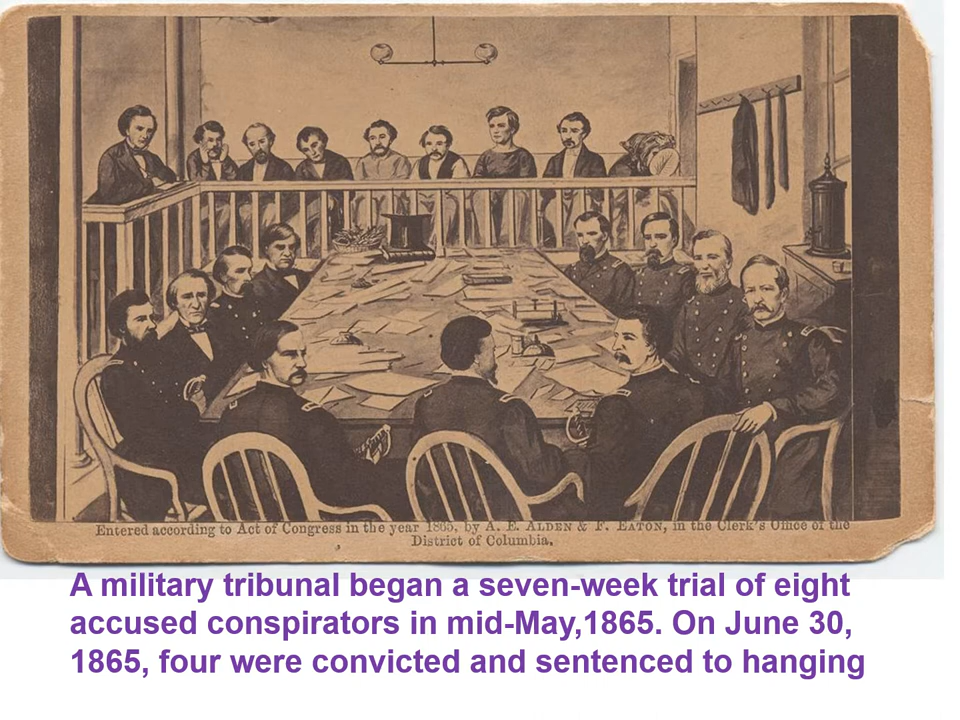 Entered according to Act of Congress in the year 1865, by A. E. ALDEN & F. EATON, in the Clerk's Office of the
District of Columbia.
A military tribunal began a seven-week trial of eight
accused conspirators in mid-May,1865. On June 30,
1865, four were convicted and sentenced to hanging